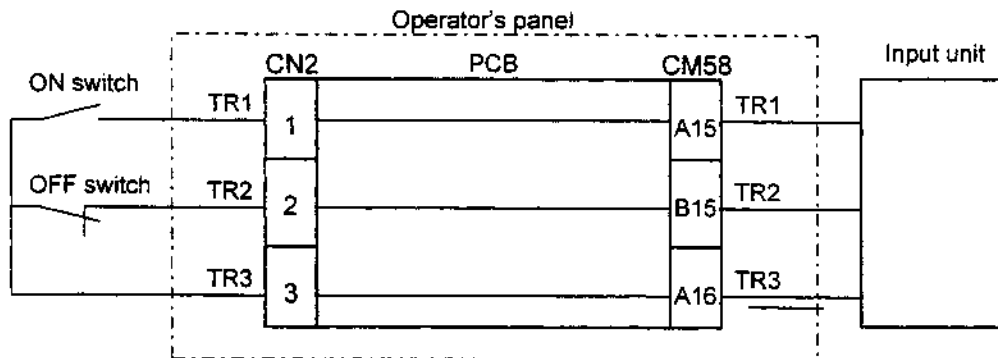 Operator's panel
CN2 PCB CM58 Input unit
ON switch
TR1 1 A15 TR1
OFF switch
TR2 2 B15 TR2
TR3 3 A16 TR3